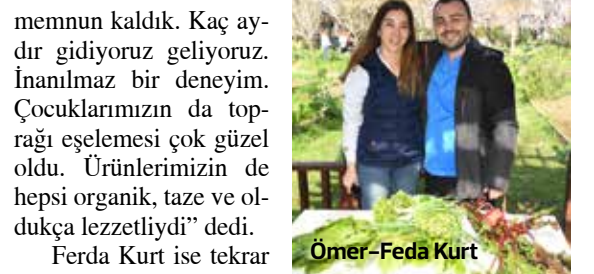 memnun kaldık. Kaç ay-
dır gidiyoruz geliyoruz.
İnanılmaz bir deneyim.
Çocuklarımızın da top-
rağı eşelemesi çok güzel
oldu. Ürünlerimizin de
hepsi organik, taze ve ol-
dukça lezzetliydi” dedi.
Ferda Kurt ise tekrar
Ömer-Feda Kurt